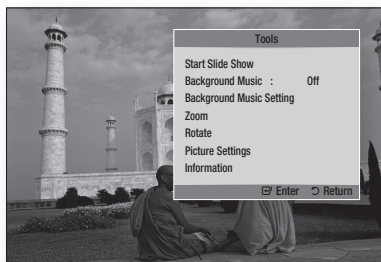 Tools
Start Slide Show
Background Music : Off
Background Music Setting
Zoom
Rotate
Picture Settings
Information
Enter Return